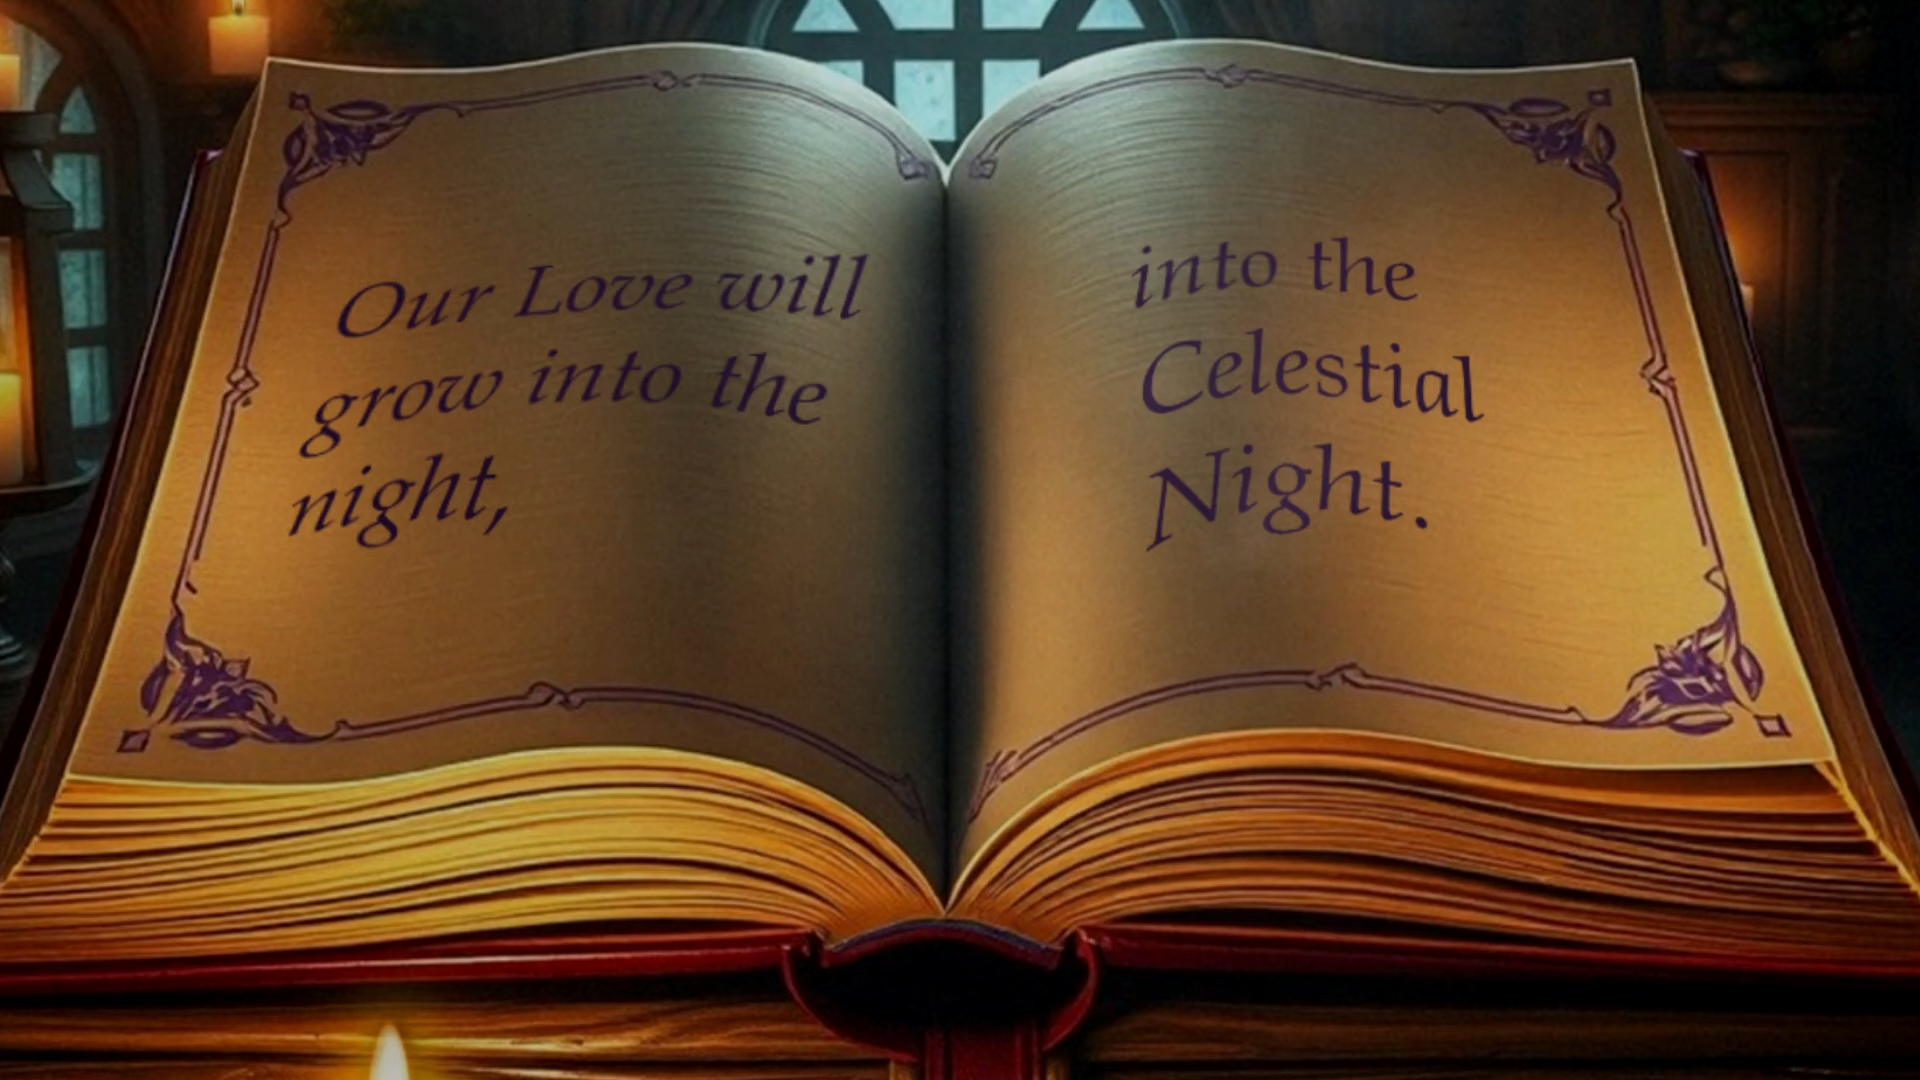 Our Love will
grow into the
night,
into the
Celestial
Night.